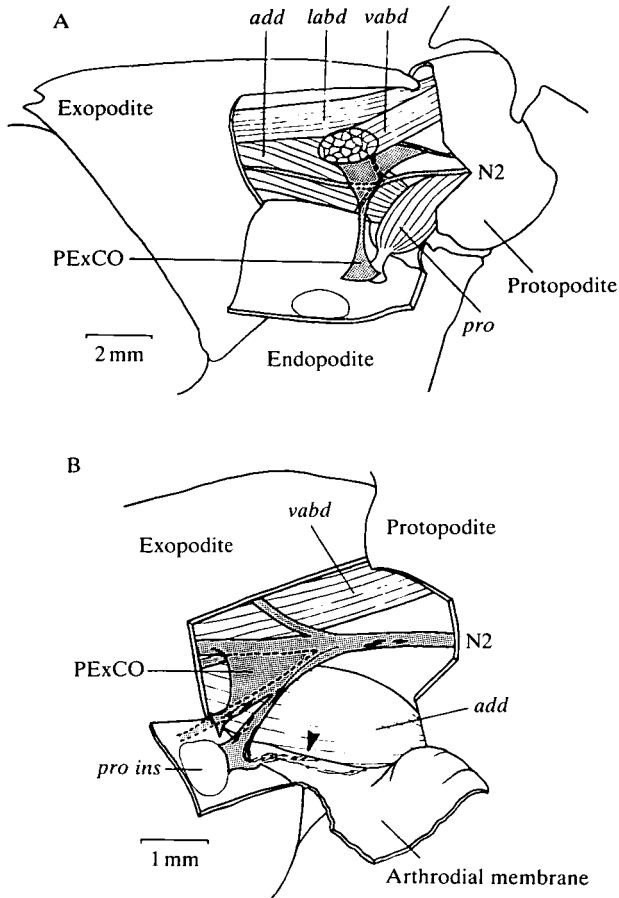 A
add labd vabd
Exopodite
N2
PExCO
Protopodite
pro
2 mm
Endopodite
B
vabd
Protopodite
Exopodite
N2
PExCO
add
pro ins
1 mm
Arthrodial membrane